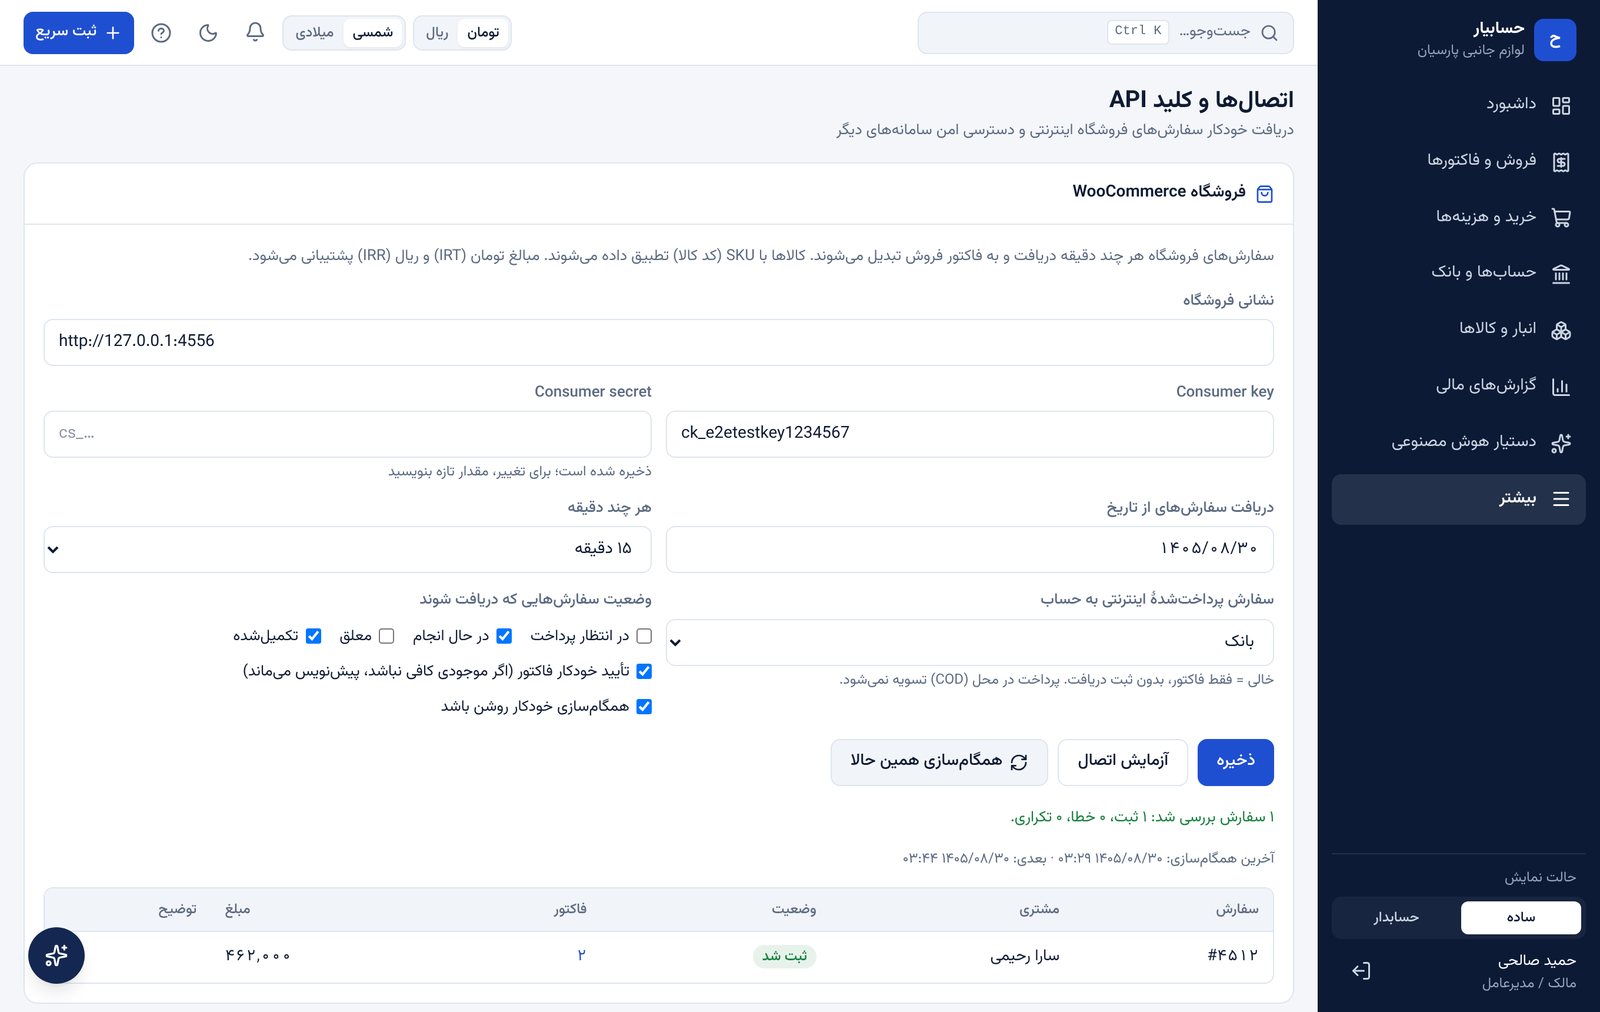 ح
حسابیار
لوازم جانبی پارسیان
داشبورد
فروش و فاکتورها
خرید و هزینه‌ها
حساب‌ها و بانک
انبار و کالاها
گزارش‌های مالی
دستیار هوش مصنوعی
بیشتر
حالت نمایش
ساده حسابدار
حمید صالحی
مالک / مدیرعامل
جست‌وجو... Ctrl K
تومان ریال
شمسی میلادی
ثبت سریع
اتصال‌ها و کلید API
دریافت خودکار سفارش‌های فروشگاه اینترنتی و دسترسی امن سامانه‌های دیگر
فروشگاه WooCommerce
سفارش‌های فروشگاه هر چند دقیقه دریافت و به فاکتور فروش تبدیل می‌شوند. کالاها با SKU (کد کالا) تطبیق داده می‌شوند. مبالغ تومان (IRT) و ریال (IRR) پشتیبانی می‌شود.
نشانی فروشگاه
http://127.0.0.1:4556
Consumer key
ck_e2etestkey1234567
Consumer secret
cs_...
ذخیره شده است؛ برای تغییر، مقدار تازه بنویسید
دریافت سفارش‌های از تاریخ
۱۴۰۵/۰۸/۳۰
هر چند دقیقه
۱۵ دقیقه
سفارش پرداخت‌شدهٔ اینترنتی به حساب
بانک
خالی = فقط فاکتور، بدون ثبت دریافت. پرداخت در محل (COD) تسویه نمی‌شود.
وضعیت سفارش‌هایی که دریافت شوند
در انتظار پرداخت در حال انجام معلق تکمیل‌شده
تأیید خودکار فاکتور (اگر موجودی کافی نباشد، پیش‌نویس می‌ماند)
همگام‌سازی خودکار روشن باشد
ذخیره آزمایش اتصال همگام‌سازی همین حالا
۱ سفارش بررسی شد: ۱ ثبت، ۰ خطا، ۰ تکراری.
آخرین همگام‌سازی: ۱۴۰۵/۰۸/۳۰ ۰۳:۲۹ · بعدی: ۱۴۰۵/۰۸/۳۰ ۰۳:۴۴
سفارش مشتری وضعیت فاکتور مبلغ توضیح
#۴۵۱۲ سارا رحیمی ثبت شد ۲ ۴۶۲,۰۰۰